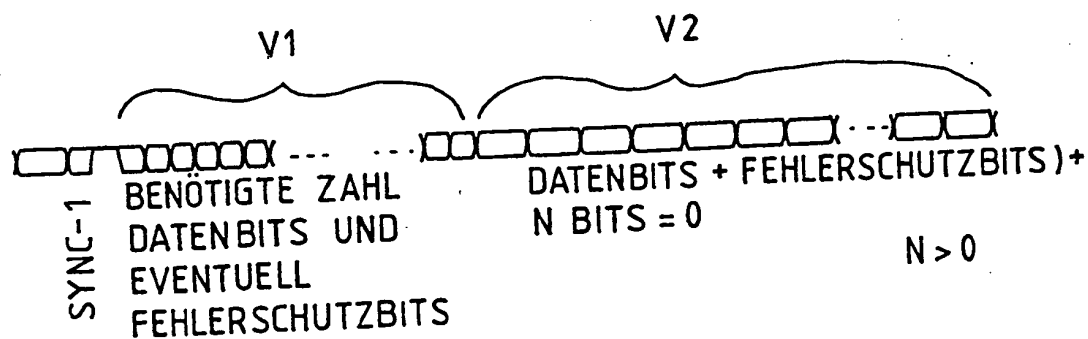 V1
V2
SYNC-1
BENÖTIGTE ZAHL
DATENBITS UND
EVENTUELL
FEHLERSCHUTZBITS
DATENBITS + FEHLERSCHUTZBITS)+
N BITS = 0
N > 0